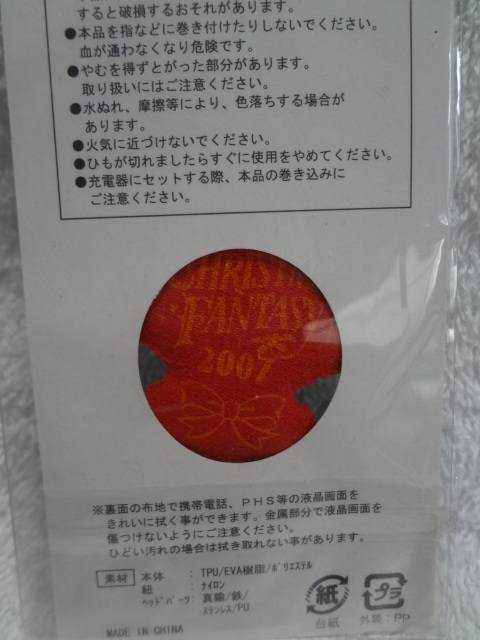 すると破損するおそれがあります。
●本品を指などに巻き付けたりしないでください。
血が通わなくなり危険です。
●やむを得ずとがった部分があります。
取り扱いにはご注意ください。
●水ぬれ、摩擦等により、色落ちする場合が
あります。
●火気に近づけないでください。
●ひもが切れましたらすぐに使用をやめてください。
●充電器にセットする際、本品の巻き込みに
ご注意ください。
FANTASY
2007
※裏面の布地で携帯電話、PHS等の液晶画面を
きれいに拭く事ができます。金属部分で液晶画面を
傷つけないようにご注意ください。
ひどい汚れの場合は拭き取れない事があります。
素材 本体 : TPU/EVA樹脂/ポリエステル
紐 : ナイロン
ヘッドパーツ: 真鍮/鉄/
ステンレス/PU
MADE IN CHINA
紙 台紙
プラ 外装：PP